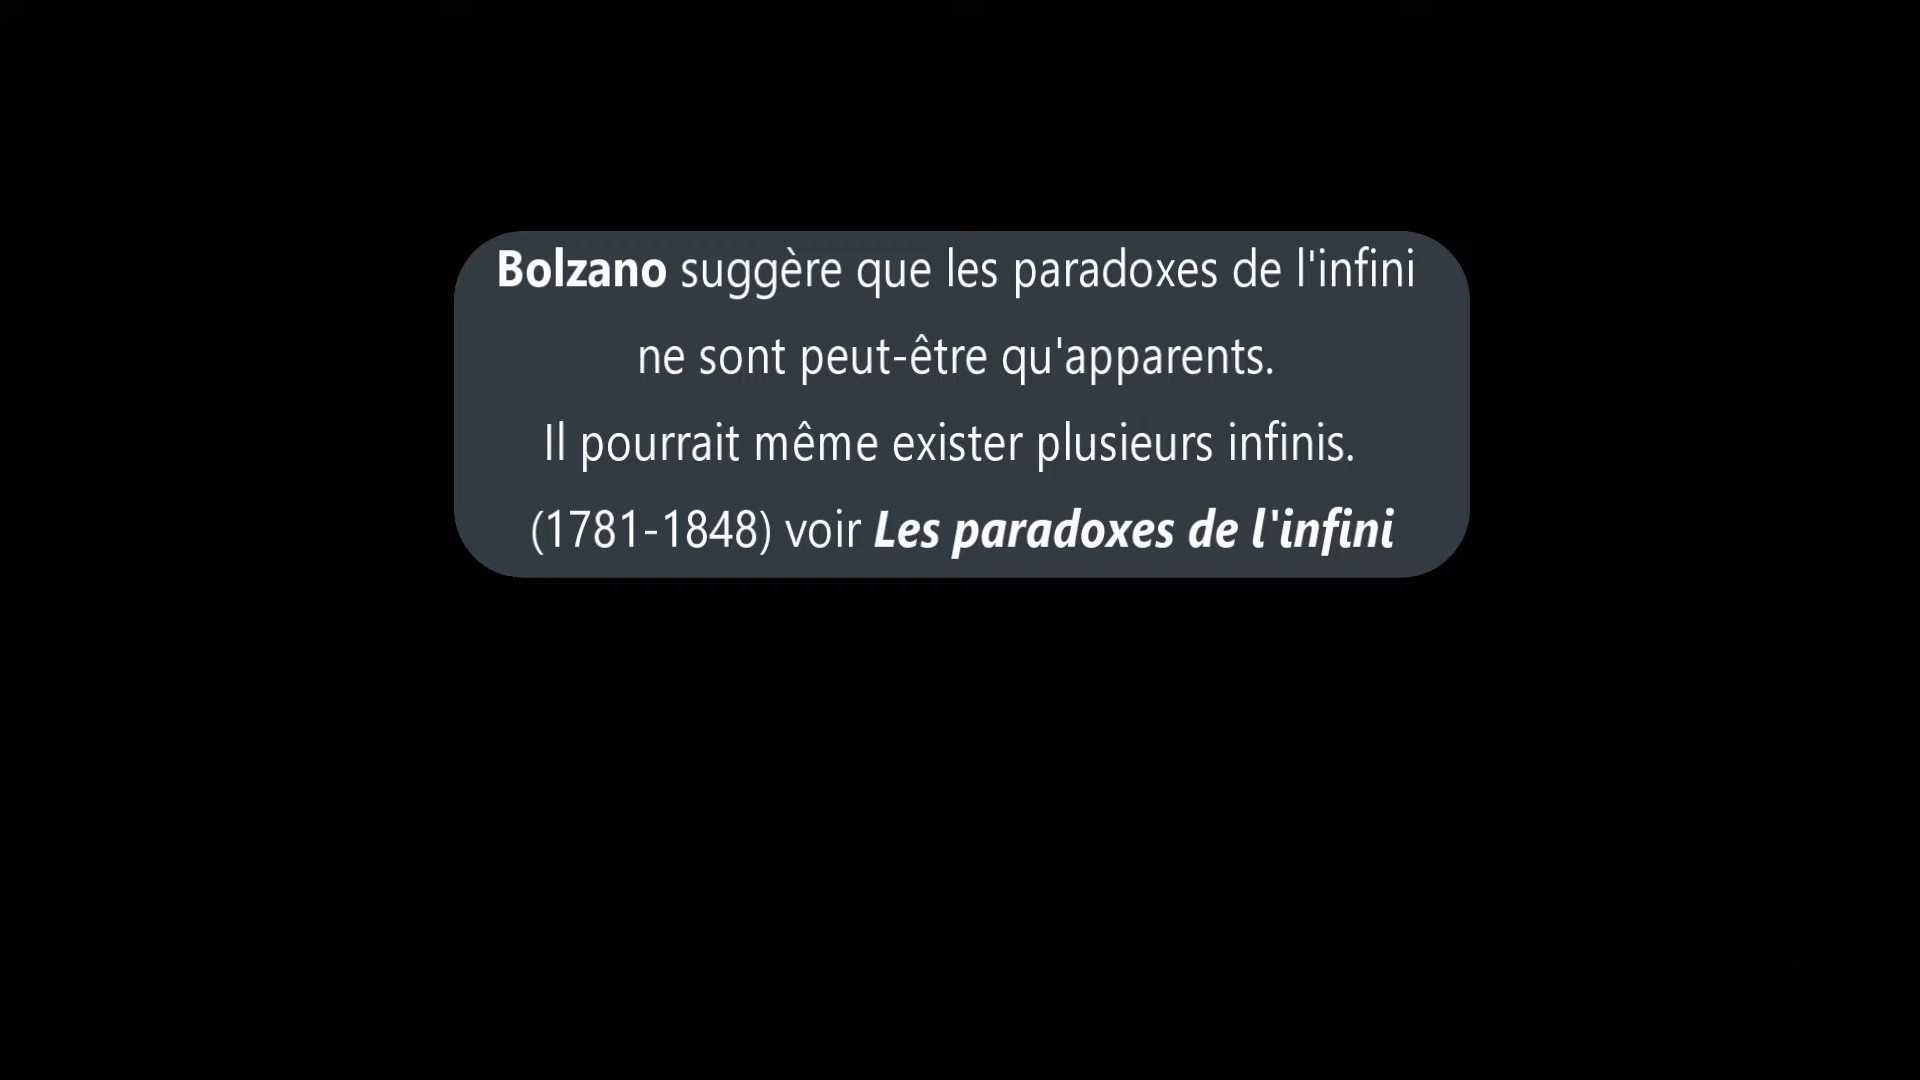 Bolzano suggère que les paradoxes de l'infini
ne sont peut-être qu'apparents.
Il pourrait même exister plusieurs infinis.
(1781-1848) voir Les paradoxes de l'infini